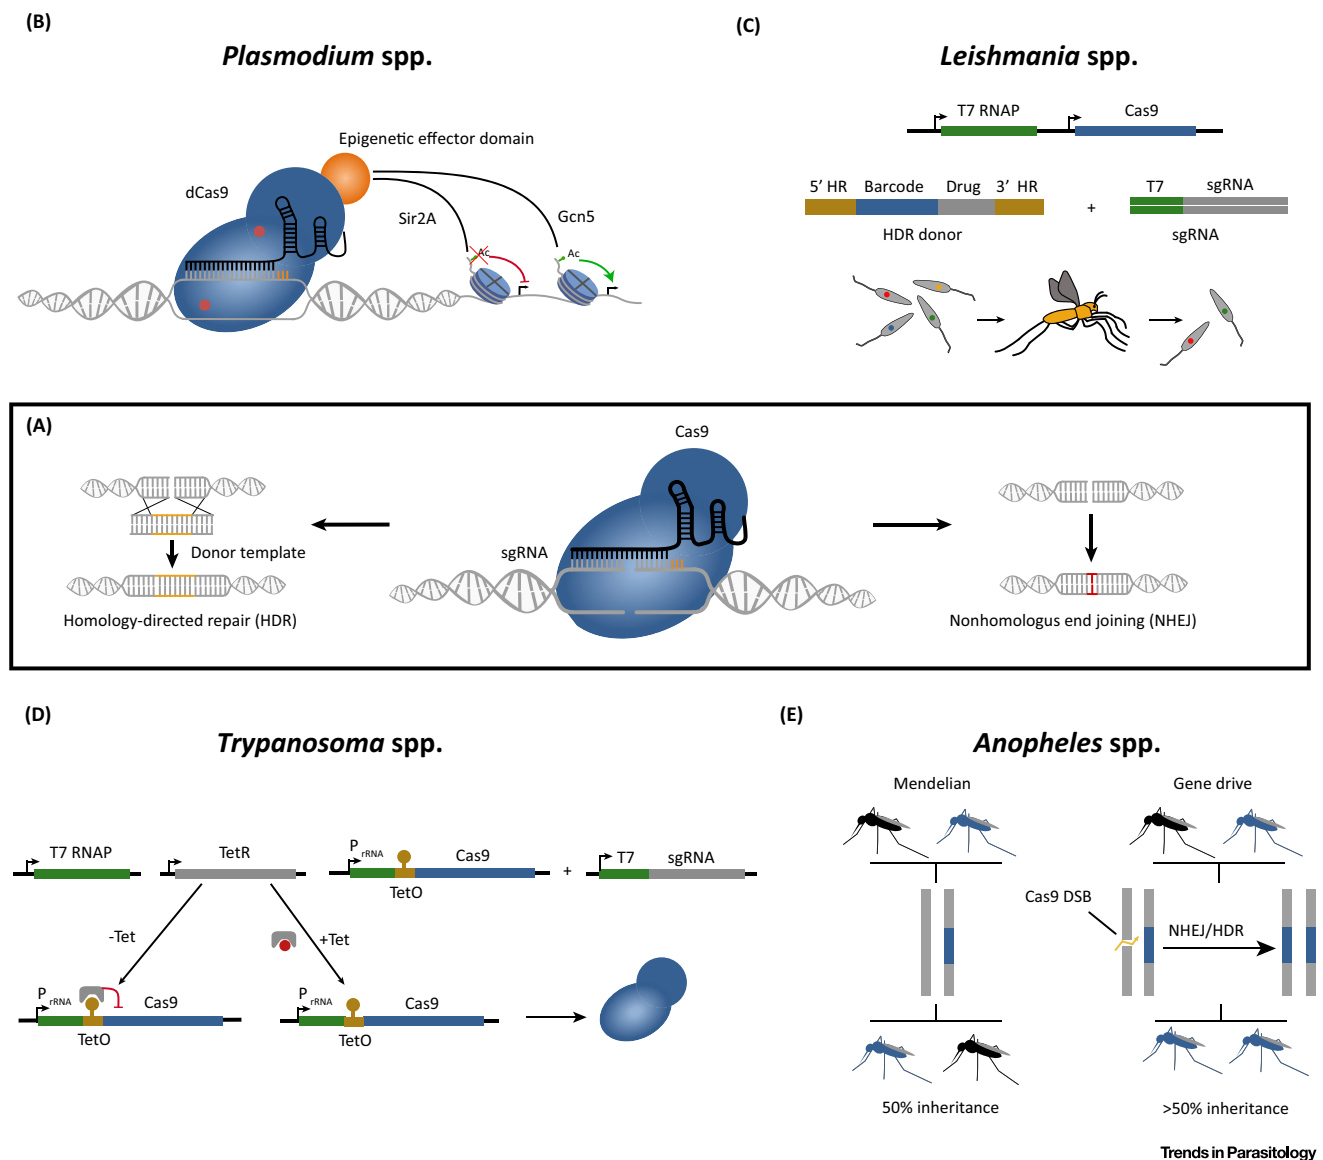 (B)
Plasmodium spp.
Epigenetic effector domain
dCas9
Sir2A
Gcn5
Ac
Ac
(C)
Leishmania spp.
T7 RNAP
Cas9
5’ HR
Barcode
Drug
3’ HR
T7
sgRNA
+
HDR donor
sgRNA
(A)
Cas9
sgRNA
Donor template
Homology-directed repair (HDR)
Nonhomologus end joining (NHEJ)
(D)
Trypanosoma spp.
T7 RNAP
TetR
P rRNA
Cas9
TetO
+
T7
sgRNA
-Tet
+Tet
P rRNA
Cas9
TetO
P rRNA
Cas9
TetO
(E)
Anopheles spp.
Mendelian
Gene drive
Cas9 DSB
NHEJ/HDR
50% inheritance
>50% inheritance
Trends in Parasitology